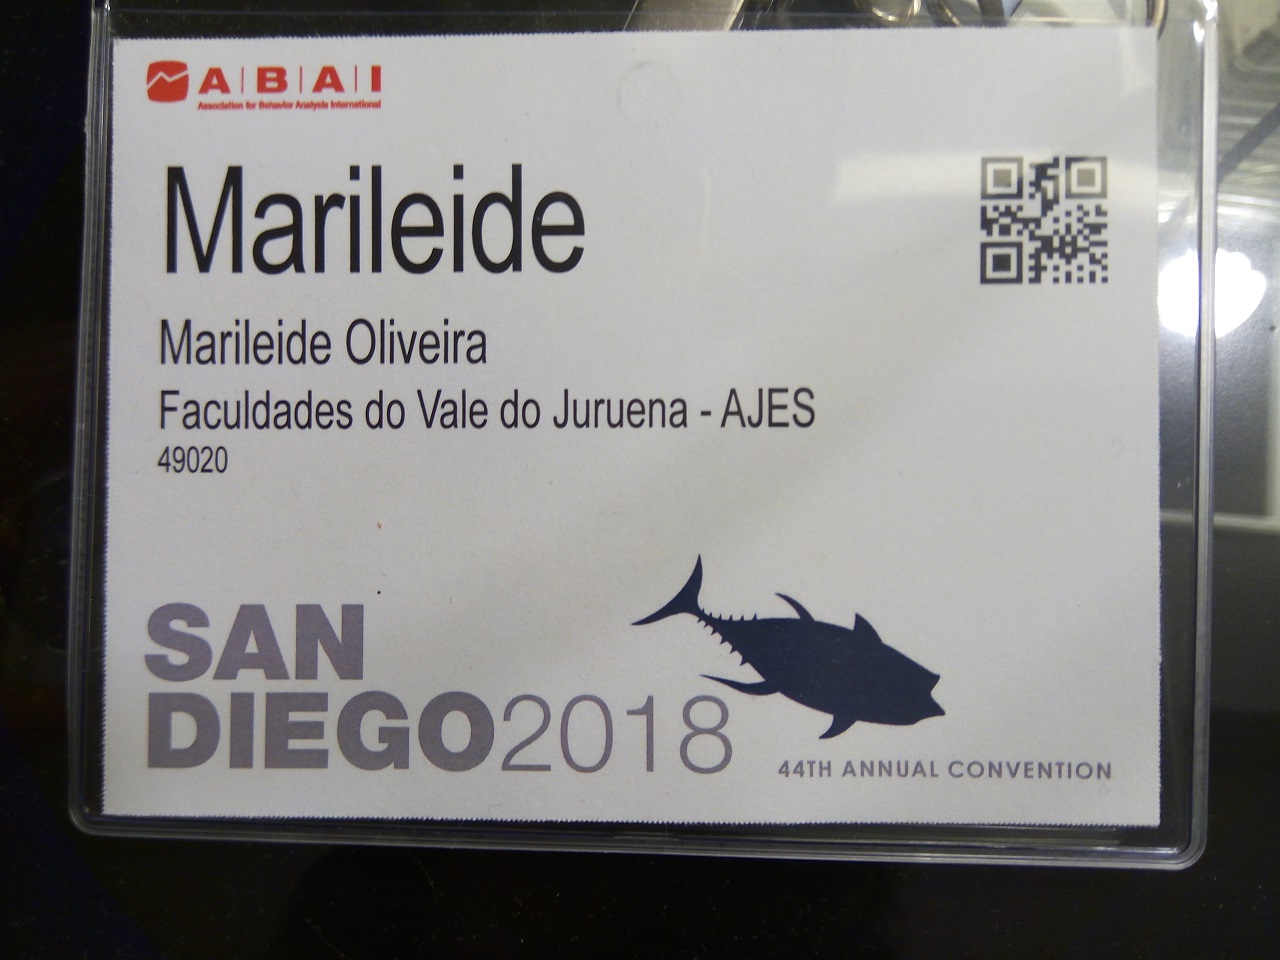 A|B|A|I
Association for Behavior Analysis International
Marileide
Marileide Oliveira
Faculdades do Vale do Juruena - AJES
49020
SAN
DIEGO2018
44TH ANNUAL CONVENTION